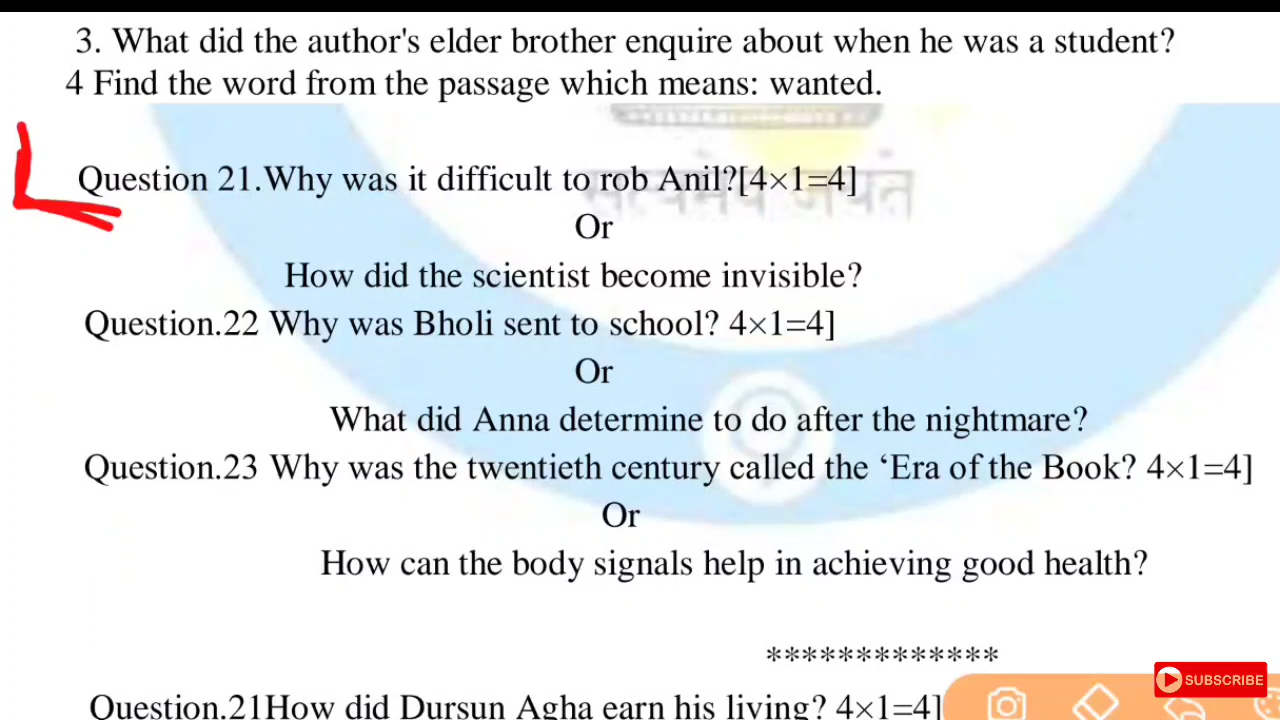 3. What did the author's elder brother enquire about when he was a student?
4 Find the word from the passage which means: wanted.
सत्यमेव जयते
Question 21.Why was it difficult to rob Anil?[4×1=4]
Or
How did the scientist become invisible?
Question.22 Why was Bholi sent to school? 4×1=4]
Or
What did Anna determine to do after the nightmare?
Question.23 Why was the twentieth century called the ‘Era of the Book? 4×1=4]
Or
How can the body signals help in achieving good health?
*************
SUBSCRIBE
Question.21How did Dursun Agha earn his living? 4×1=4]